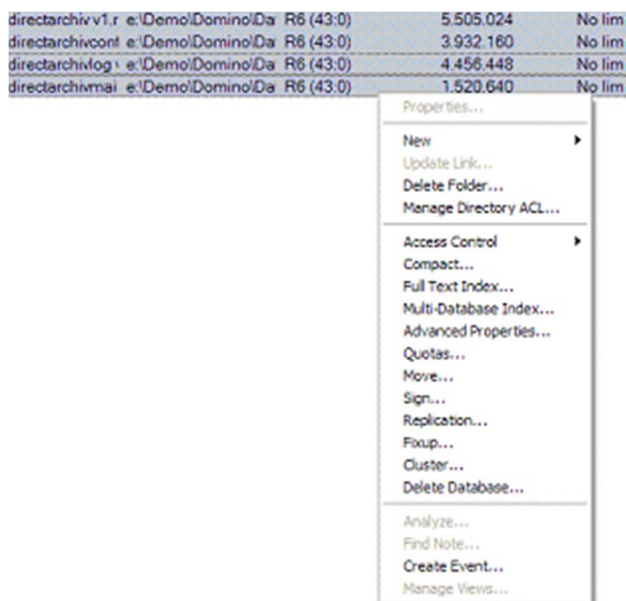 directarchiv v1.r e:\Demo\Domino\Da R6 (43:0) 5.505.024 No lim
directarchivconf e:\Demo\Domino\Da R6 (43:0) 3.932.160 No lim
directarchivlog v e:\Demo\Domino\Da R6 (43:0) 4.456.448 No lim
directarchivmai e:\Demo\Domino\Da R6 (43:0) 1.520.640 No lim
Properties...
New
Update Link...
Delete Folder...
Manage Directory ACL...
Access Control
Compact...
Full Text Index...
Multi-Database Index...
Advanced Properties...
Quotas...
Move...
Sign...
Replication...
Fixup...
Cluster...
Delete Database...
Analyze...
Find Note...
Create Event...
Manage Views...